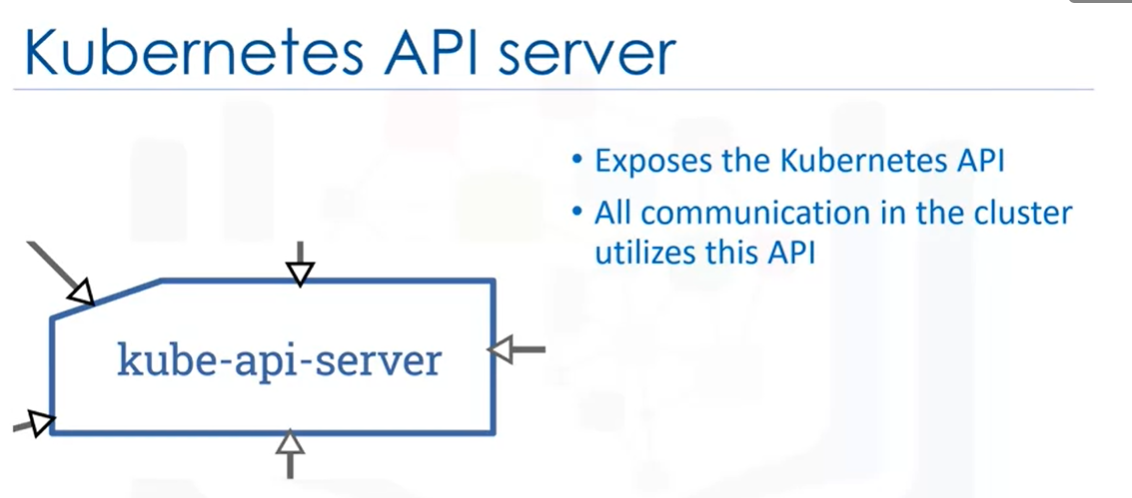 Kubernetes API server
• Exposes the Kubernetes API
• All communication in the cluster
utilizes this API
kube-api-server